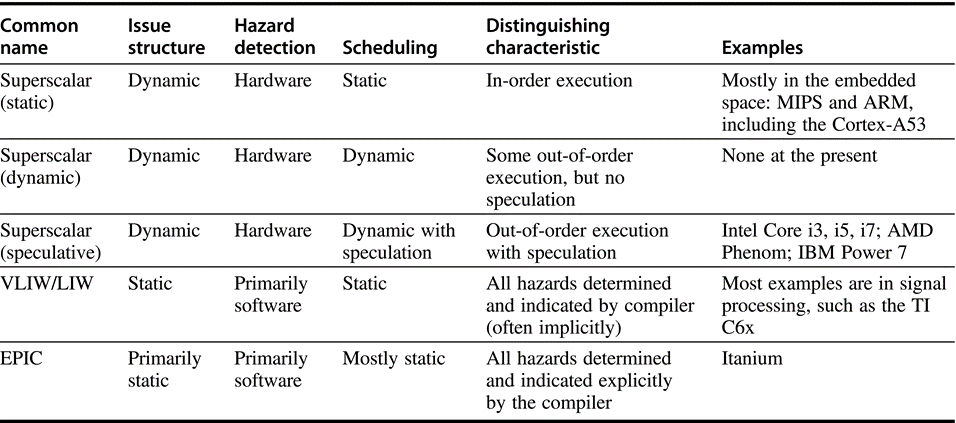 Common name | Issue structure | Hazard detection | Scheduling | Distinguishing characteristic | Examples
Superscalar (static) | Dynamic | Hardware | Static | In-order execution | Mostly in the embedded space: MIPS and ARM, including the Cortex-A53
Superscalar (dynamic) | Dynamic | Hardware | Dynamic | Some out-of-order execution, but no speculation | None at the present
Superscalar (speculative) | Dynamic | Hardware | Dynamic with speculation | Out-of-order execution with speculation | Intel Core i3, i5, i7; AMD Phenom; IBM Power 7
VLIW/LIW | Static | Primarily software | Static | All hazards determined and indicated by compiler (often implicitly) | Most examples are in signal processing, such as the TI C6x
EPIC | Primarily static | Primarily software | Mostly static | All hazards determined and indicated explicitly by the compiler | Itanium